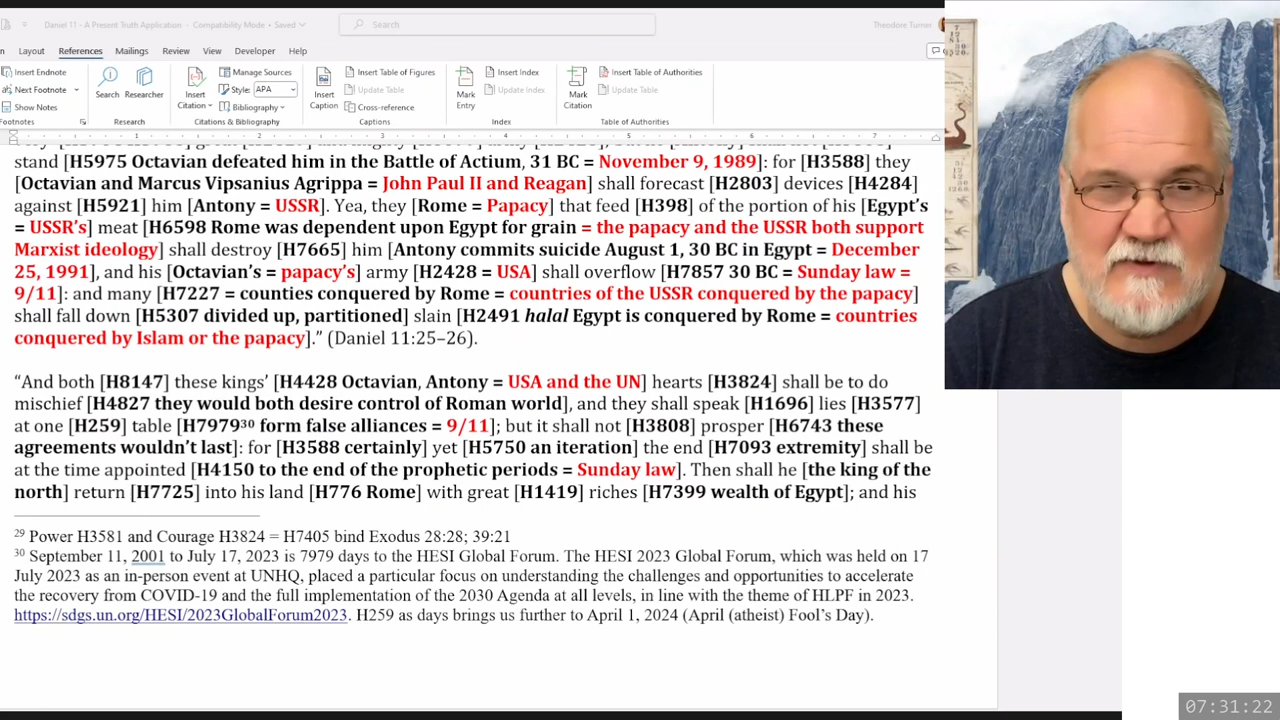 Daniel 11 – A Present Truth Application – Compatibility Mode • Saved
Search
Theodore Turner
Layout References Mailings Review View Developer Help
Insert Endnote
Next Footnote
Show Notes
Footnotes
Search
Researcher
Research
Insert Citation
Manage Sources
Style: APA
Bibliography
Citations & Bibliography
Insert Caption
Insert Table of Figures
Update Table
Cross-reference
Captions
Mark Entry
Insert Index
Update Index
Index
Mark Citation
Insert Table of Authorities
Update Table
Table of Authorities
1 2 3 4 5 6 7
stand [H5975 Octavian defeated him in the Battle of Actium, 31 BC = November 9, 1989]: for [H3588] they
[Octavian and Marcus Vipsanius Agrippa = John Paul II and Reagan] shall forecast [H2803] devices [H4284]
against [H5921] him [Antony = USSR]. Yea, they [Rome = Papacy] that feed [H398] of the portion of his [Egypt’s
= USSR’s] meat [H6598 Rome was dependent upon Egypt for grain = the papacy and the USSR both support
Marxist ideology] shall destroy [H7665] him [Antony commits suicide August 1, 30 BC in Egypt = December
25, 1991], and his [Octavian’s = papacy’s] army [H2428 = USA] shall overflow [H7857 30 BC = Sunday law =
9/11]: and many [H7227 = counties conquered by Rome = countries of the USSR conquered by the papacy]
shall fall down [H5307 divided up, partitioned] slain [H2491 halal Egypt is conquered by Rome = countries
conquered by Islam or the papacy].” (Daniel 11:25–26).
“And both [H8147] these kings’ [H4428 Octavian, Antony = USA and the UN] hearts [H3824] shall be to do
mischief [H4827 they would both desire control of Roman world], and they shall speak [H1696] lies [H3577]
at one [H259] table [H7979³⁰ form false alliances = 9/11]; but it shall not [H3808] prosper [H6743 these
agreements wouldn’t last]: for [H3588 certainly] yet [H5750 an iteration] the end [H7093 extremity] shall be
at the time appointed [H4150 to the end of the prophetic periods = Sunday law]. Then shall he [the king of the
north] return [H7725] into his land [H776 Rome] with great [H1419] riches [H7399 wealth of Egypt]; and his
²⁹ Power H3581 and Courage H3824 = H7405 bind Exodus 28:28; 39:21
³⁰ September 11, 2001 to July 17, 2023 is 7979 days to the HESI Global Forum. The HESI 2023 Global Forum, which was held on 17
July 2023 as an in-person event at UNHQ, placed a particular focus on understanding the challenges and opportunities to accelerate
the recovery from COVID-19 and the full implementation of the 2030 Agenda at all levels, in line with the theme of HLPF in 2023.
https://sdgs.un.org/HESI/2023GlobalForum2023. H259 as days brings us further to April 1, 2024 (April (atheist) Fool’s Day).
07:31:22